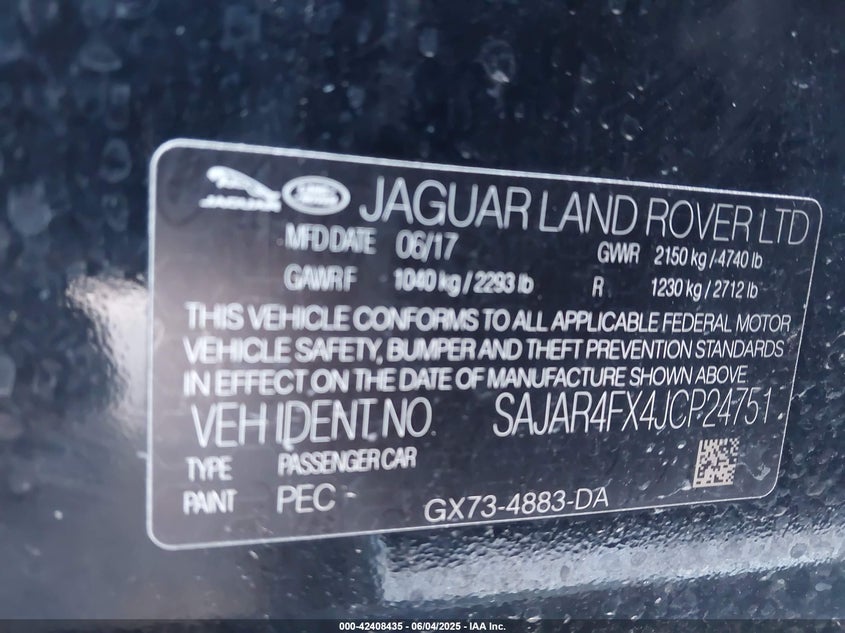 JAGUAR LAND ROVER LTD
MFD DATE 06/17 GWR 2150 kg / 4740 lb
GAWR F 1040 kg / 2293 lb R 1230 kg / 2712 lb
THIS VEHICLE CONFORMS TO ALL APPLICABLE FEDERAL MOTOR
VEHICLE SAFETY, BUMPER AND THEFT PREVENTION STANDARDS
IN EFFECT ON THE DATE OF MANUFACTURE SHOWN ABOVE
VEH IDENT NO. SAJAR4FX4JCP24751
TYPE PASSENGER CAR
PAINT PEC
GX73-4883-DA
000-42408435 - 06/04/2025 - IAA Inc.